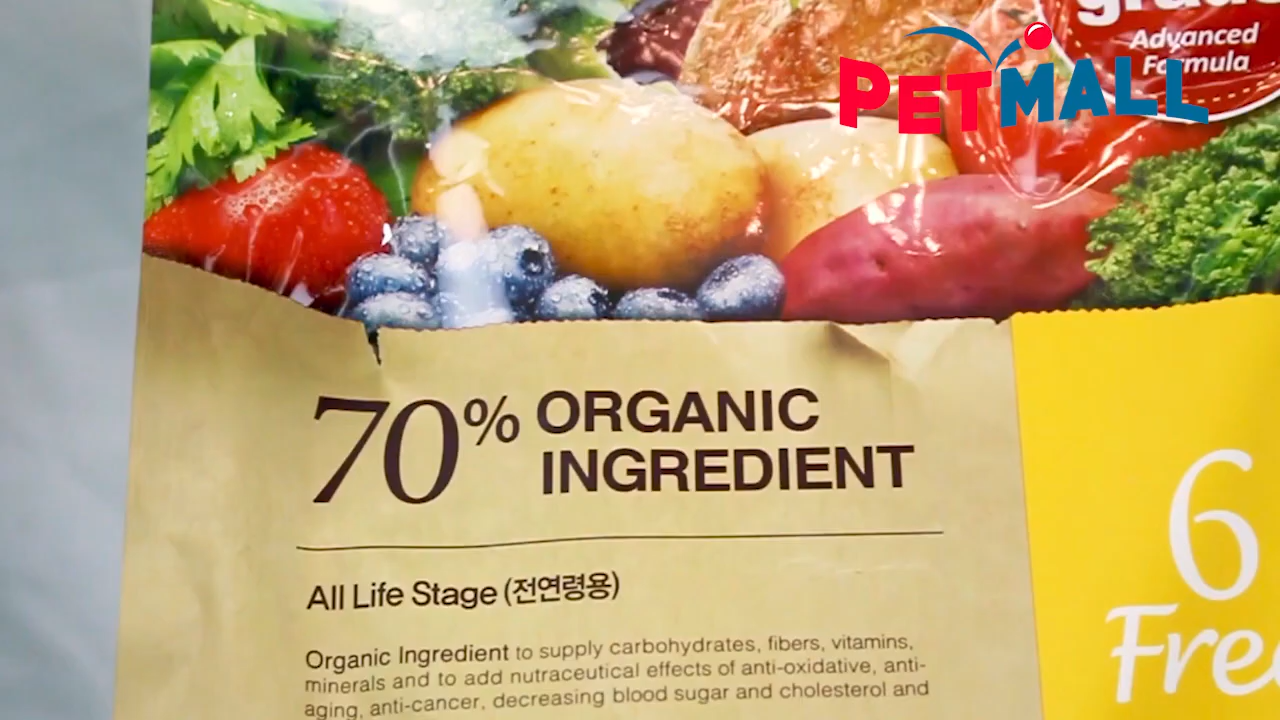 Advanced
Formula
PETMALL
70% ORGANIC
INGREDIENT
All Life Stage (전연령용)
6
Organic Ingredient to supply carbohydrates, fibers, vitamins,
minerals and to add nutraceutical effects of anti-oxidative, anti-
aging, anti-cancer, decreasing blood sugar and cholesterol and